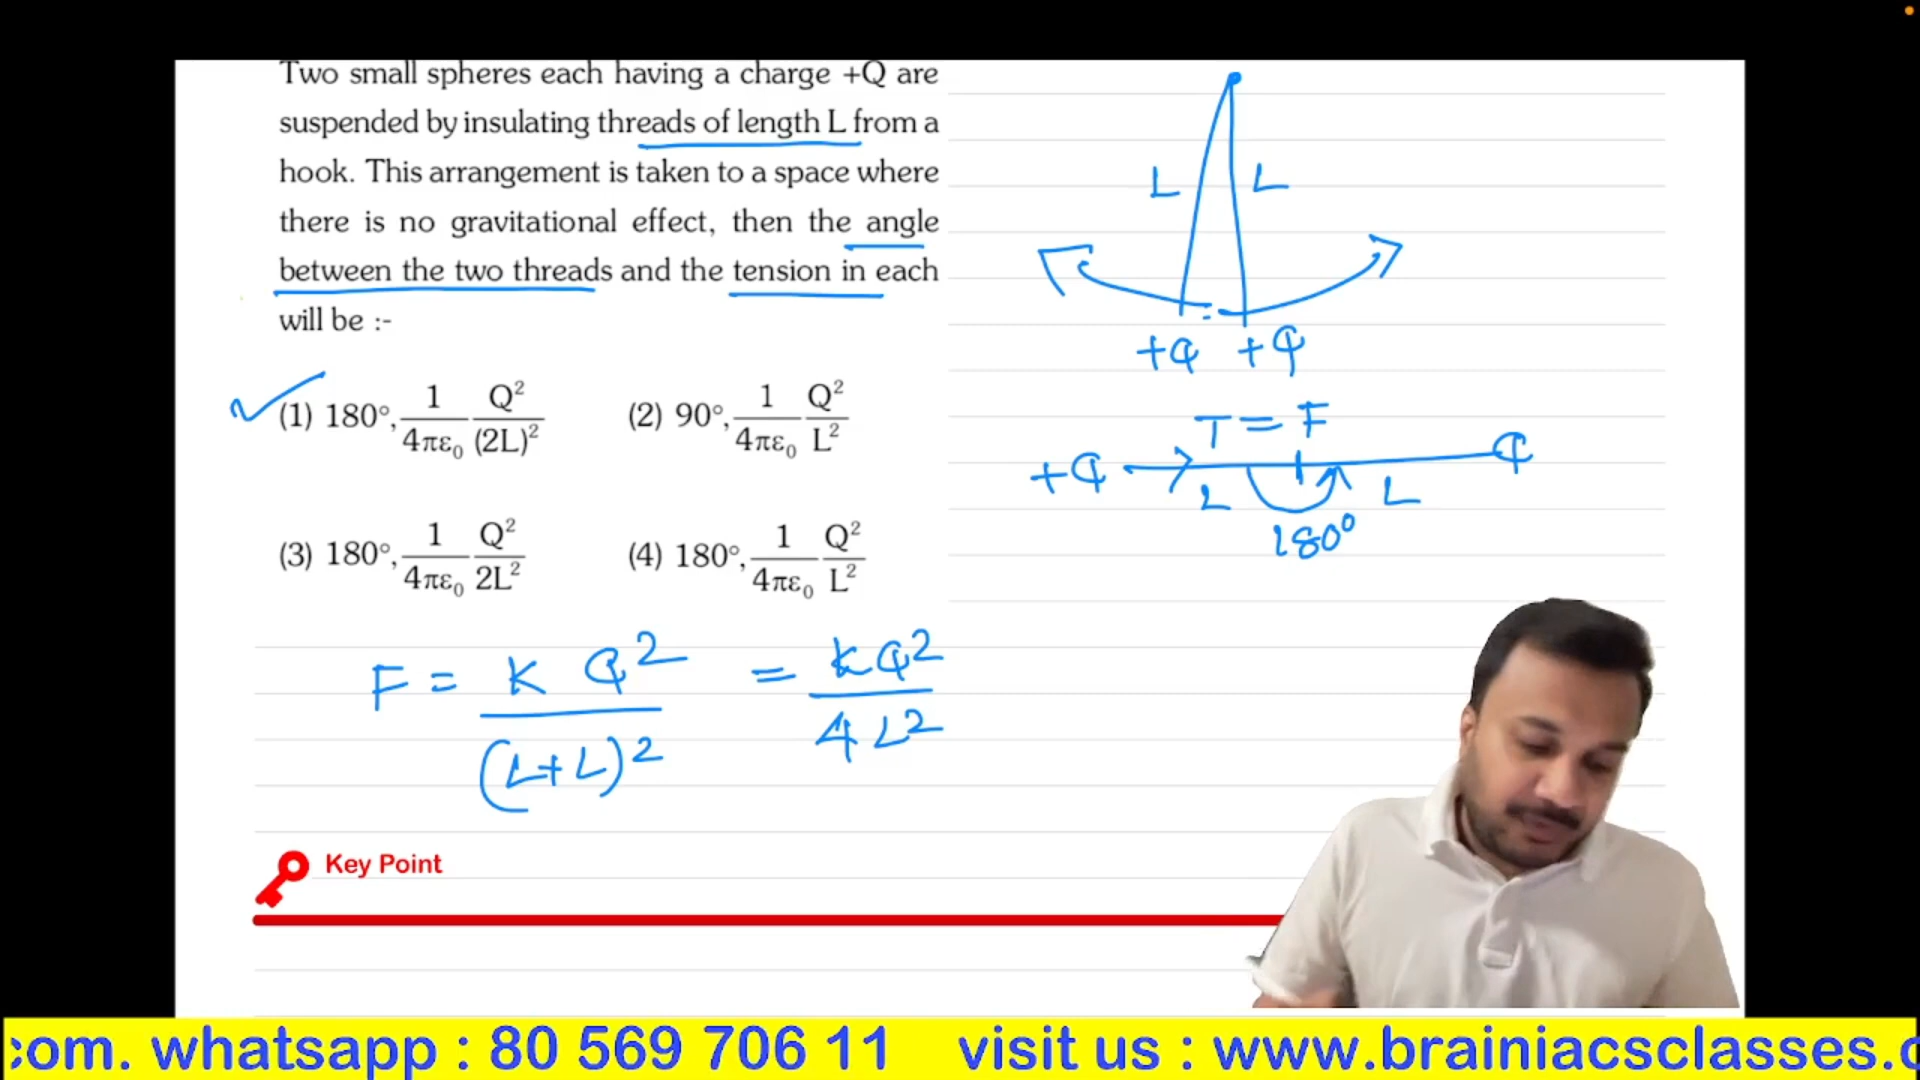 Two small spheres each having a charge +Q are
suspended by insulating threads of length L from a
hook. This arrangement is taken to a space where
there is no gravitational effect, then the angle
between the two threads and the tension in each
will be :-
(1) 180°, 1/4πε₀ Q²/(2L)² (2) 90°, 1/4πε₀ Q²/L²
(3) 180°, 1/4πε₀ Q²/2L² (4) 180°, 1/4πε₀ Q²/L²
F = K Q²/(L+L)² = KQ²/4L²
L L
+Q +Q
T = F
+Q Q
L L
180°
Key Point
com. whatsapp : 80 569 706 11 visit us : www.brainiacsclasses.c